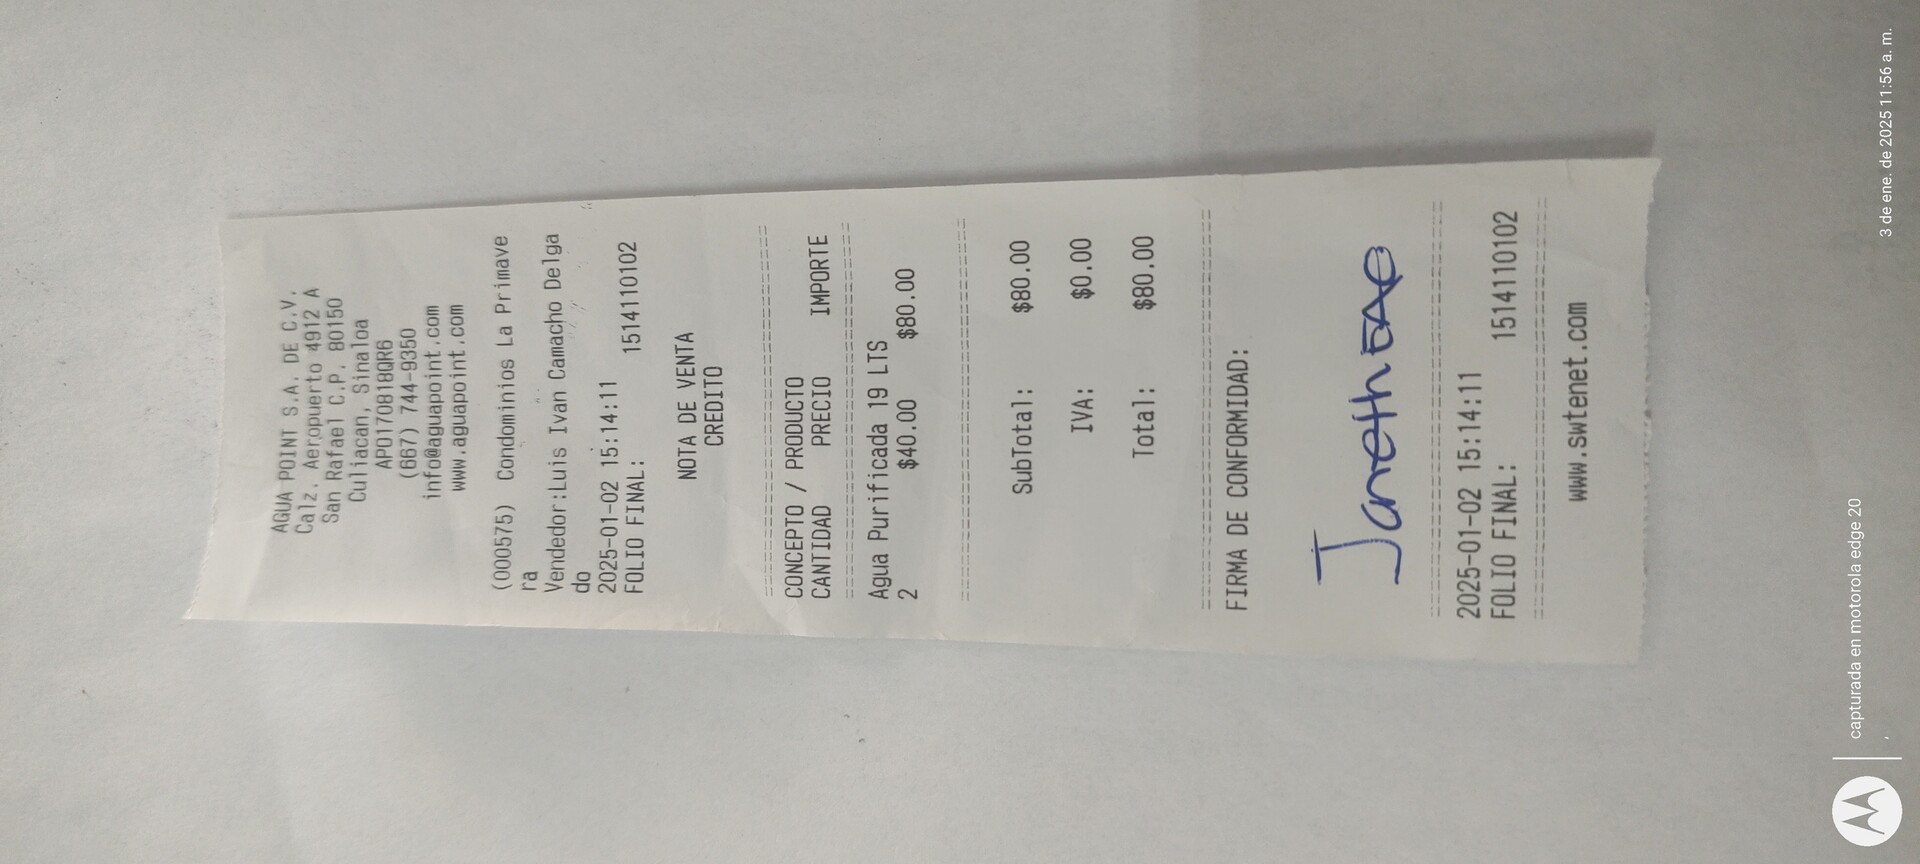 AGUA POINT S.A. DE C.V.
Calz. Aeropuerto 4912 A
San Rafael C.P. 80150
Culiacan, Sinaloa
APO170818QR6
(667) 744-9350
info@aguapoint.com
www.aguapoint.com
(000575) Condominios La Primave
ra
Vendedor:Luis Ivan Camacho Delga
do
2025-01-02 15:14:11
FOLIO FINAL: 1514110102
NOTA DE VENTA
CREDITO
================================
CONCEPTO / PRODUCTO
CANTIDAD PRECIO IMPORTE
================================
Agua Purificada 19 LTS
2 $40.00 $80.00
================================
SubTotal: $80.00
IVA: $0.00
Total: $80.00
================================
FIRMA DE CONFORMIDAD:
Janeth
================================
2025-01-02 15:14:11
FOLIO FINAL: 1514110102
================================
www.swtenet.com
capturada en motorola edge 20
3 de ene. de 2025 11:56 a. m.